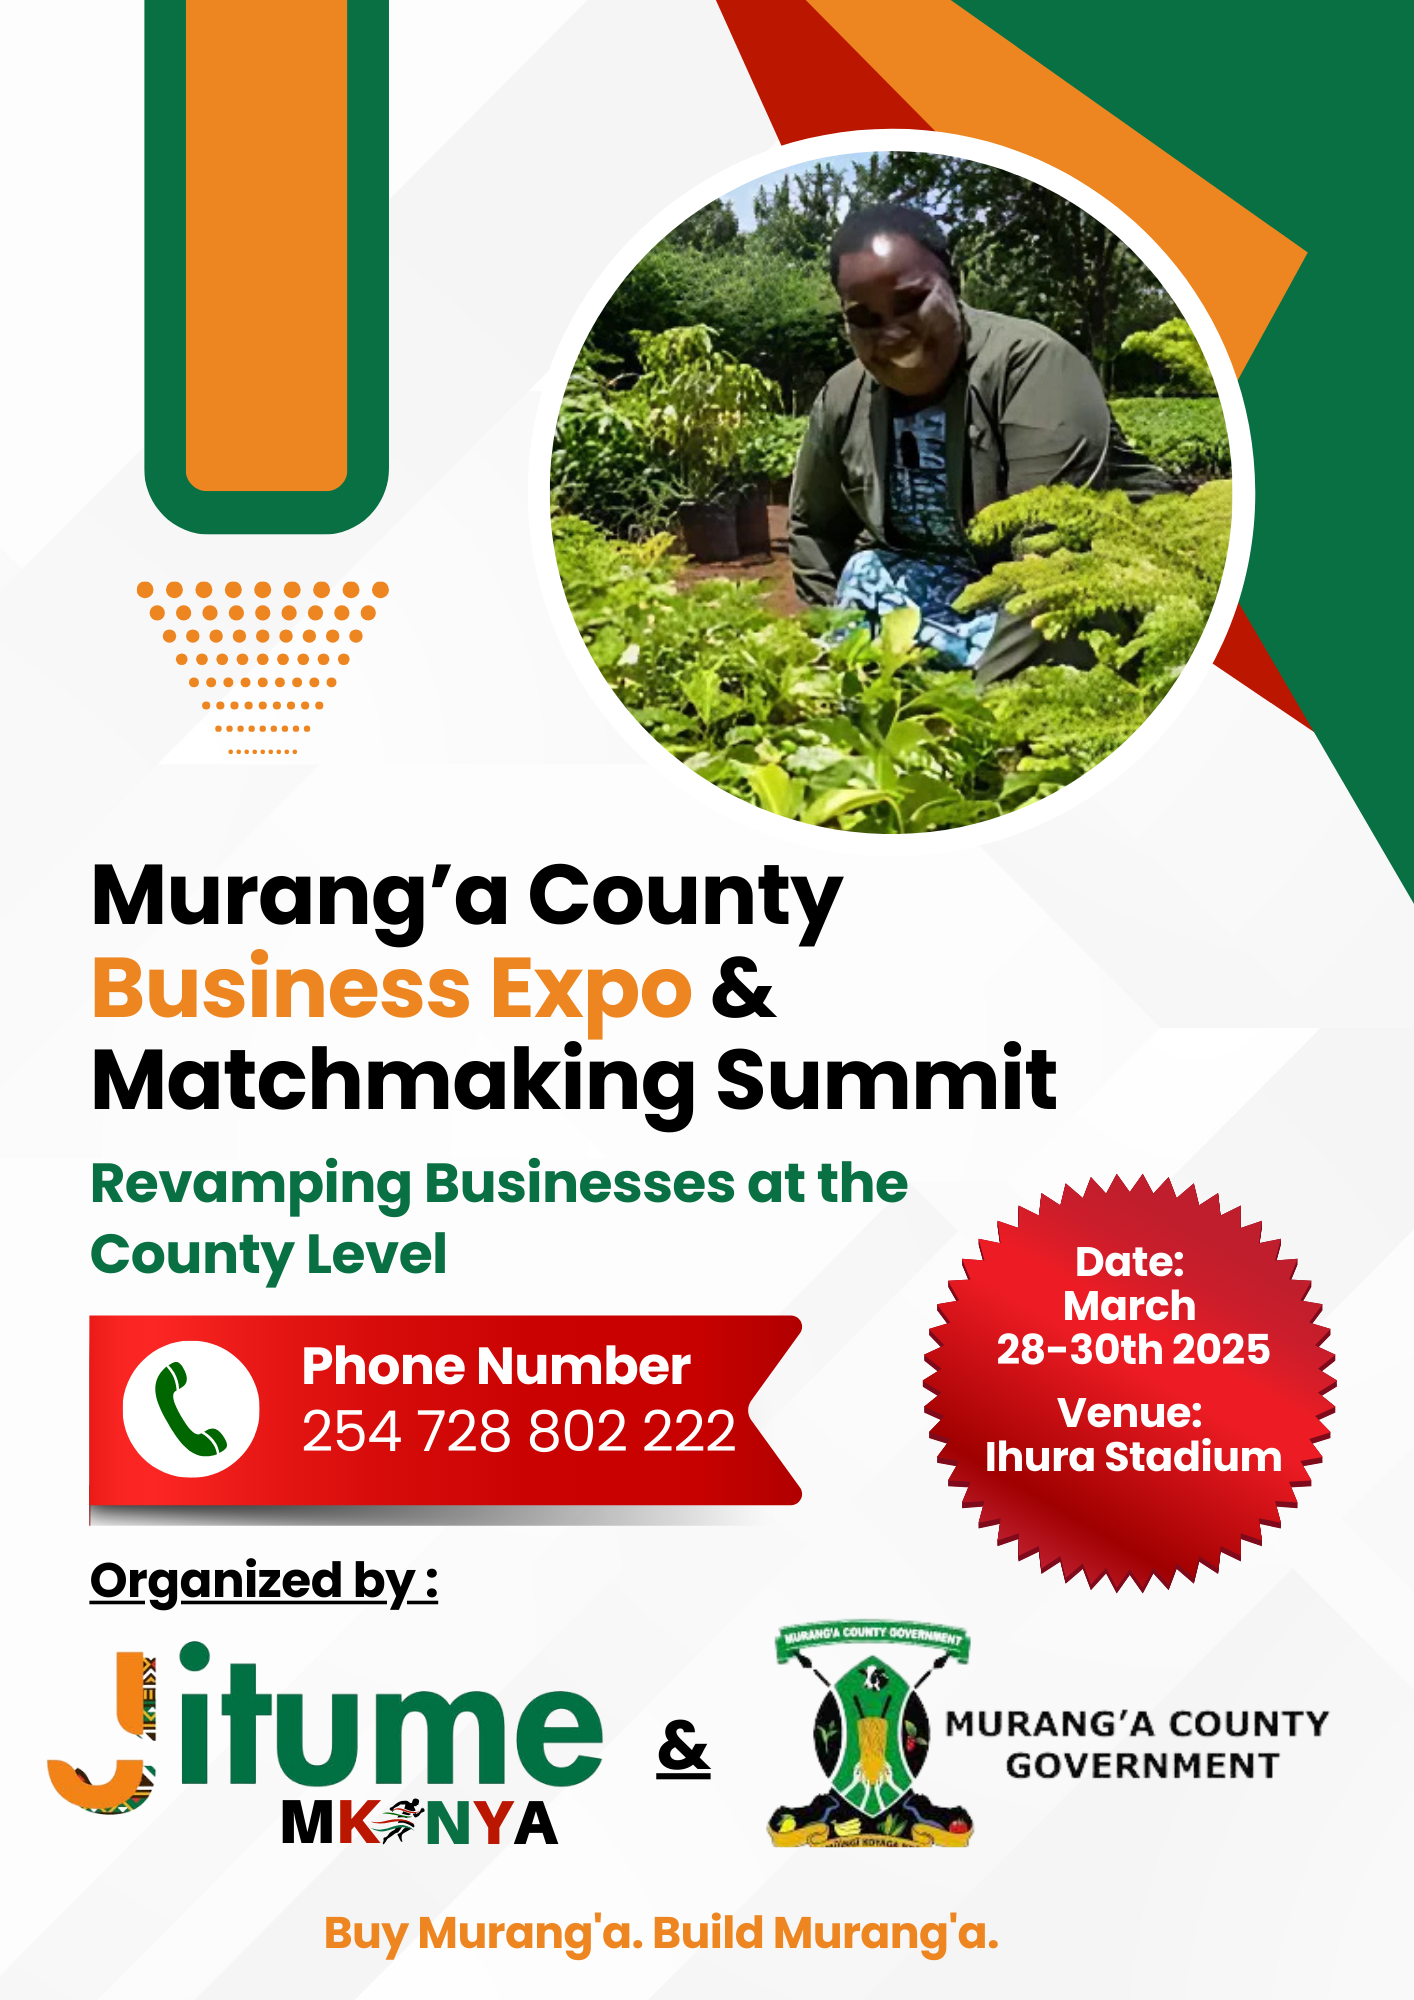 Murang’a County
Business Expo &
Matchmaking Summit
Revamping Businesses at the
County Level
Date:
March
28-30th 2025
Venue:
Ihura Stadium
Phone Number
254 728 802 222
Organized by :
Jitume
MKENYA
&
MURANG'A COUNTY GOVERNMENT
MURANG’A COUNTY
GOVERNMENT
Buy Murang'a. Build Murang'a.